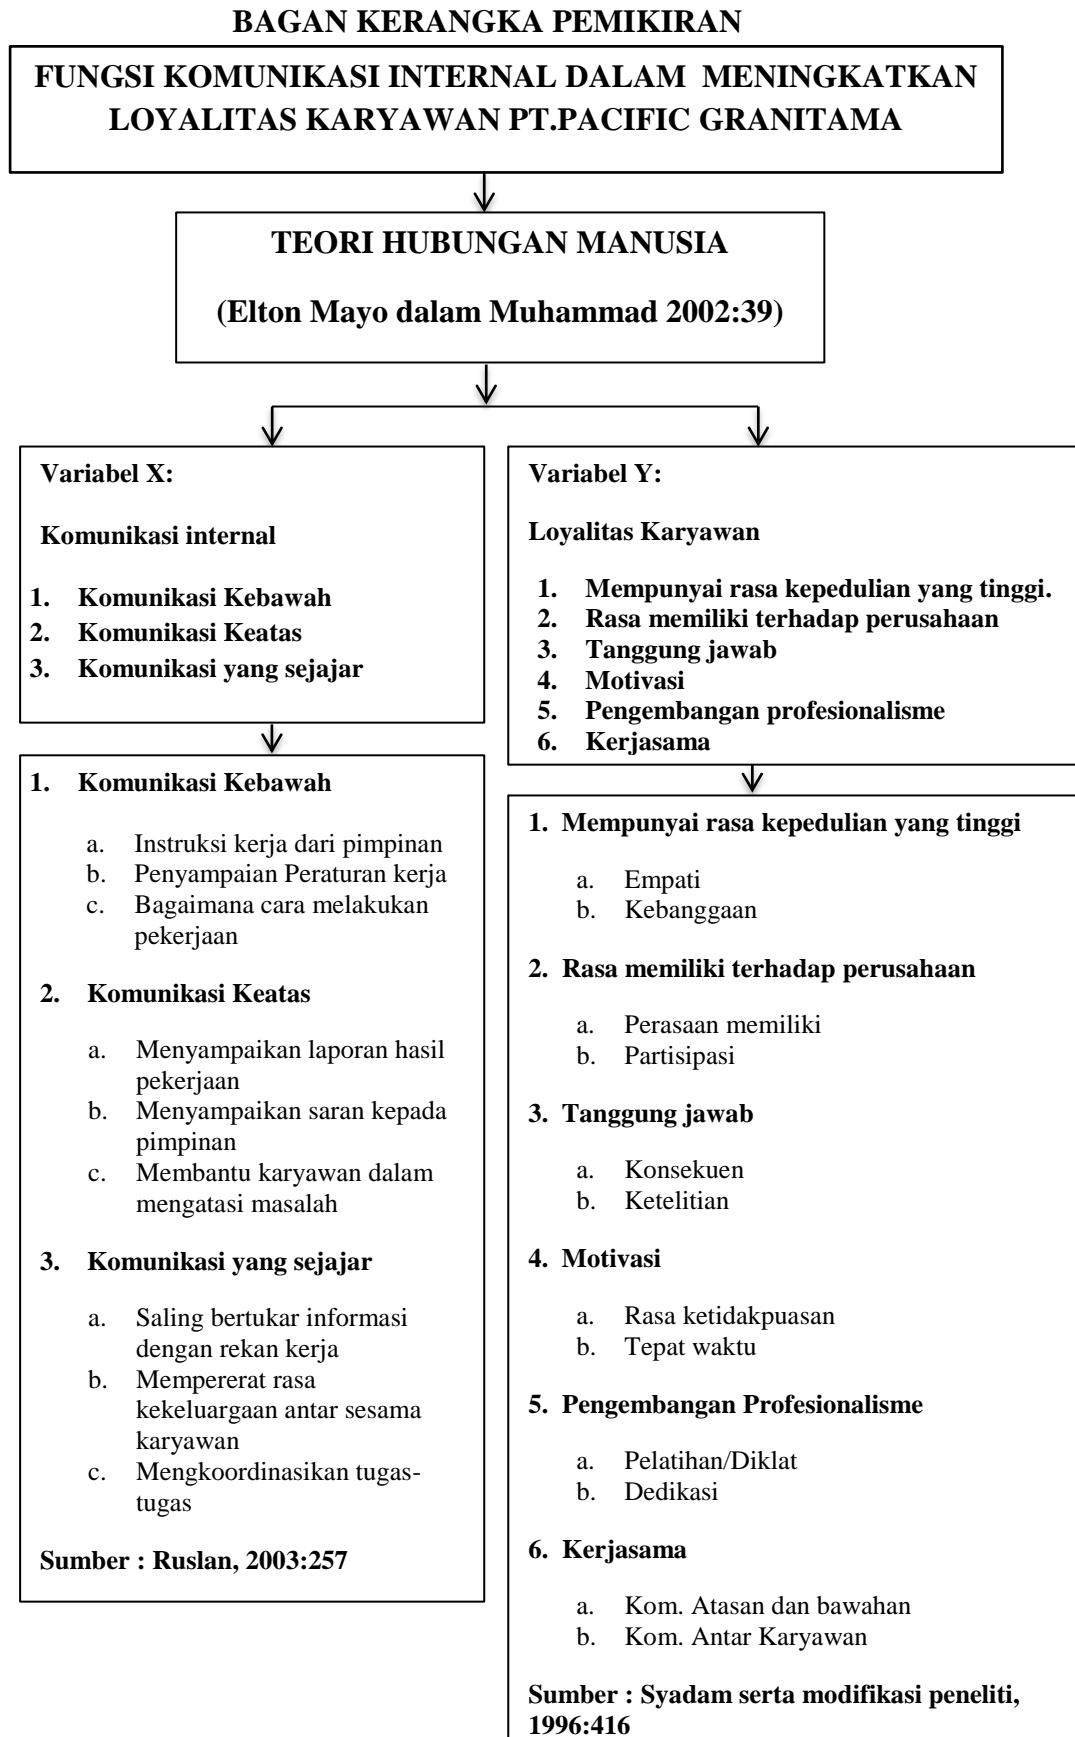 BAGAN KERANGKA PEMIKIRAN
FUNGSI KOMUNIKASI INTERNAL DALAM MENINGKATKAN
LOYALITAS KARYAWAN PT.PACIFIC GRANITAMA
TEORI HUBUNGAN MANUSIA
(Elton Mayo dalam Muhammad 2002:39)
Variabel X:
Komunikasi internal
1. Komunikasi Kebawah
2. Komunikasi Keatas
3. Komunikasi yang sejajar
Variabel Y:
Loyalitas Karyawan
1. Mempunyai rasa kepedulian yang tinggi.
2. Rasa memiliki terhadap perusahaan
3. Tanggung jawab
4. Motivasi
5. Pengembangan profesionalisme
6. Kerjasama
1. Komunikasi Kebawah
a. Instruksi kerja dari pimpinan
b. Penyampaian Peraturan kerja
c. Bagaimana cara melakukan
pekerjaan
2. Komunikasi Keatas
a. Menyampaikan laporan hasil
pekerjaan
b. Menyampaikan saran kepada
pimpinan
c. Membantu karyawan dalam
mengatasi masalah
3. Komunikasi yang sejajar
a. Saling bertukar informasi
dengan rekan kerja
b. Mempererat rasa
kekeluargaan antar sesama
karyawan
c. Mengkoordinasikan tugas-
tugas
Sumber : Ruslan, 2003:257
1. Mempunyai rasa kepedulian yang tinggi
a. Empati
b. Kebanggaan
2. Rasa memiliki terhadap perusahaan
a. Perasaan memiliki
b. Partisipasi
3. Tanggung jawab
a. Konsekuen
b. Ketelitian
4. Motivasi
a. Rasa ketidakpuasan
b. Tepat waktu
5. Pengembangan Profesionalisme
a. Pelatihan/Diklat
b. Dedikasi
6. Kerjasama
a. Kom. Atasan dan bawahan
b. Kom. Antar Karyawan
Sumber : Syadam serta modifikasi peneliti,
1996:416